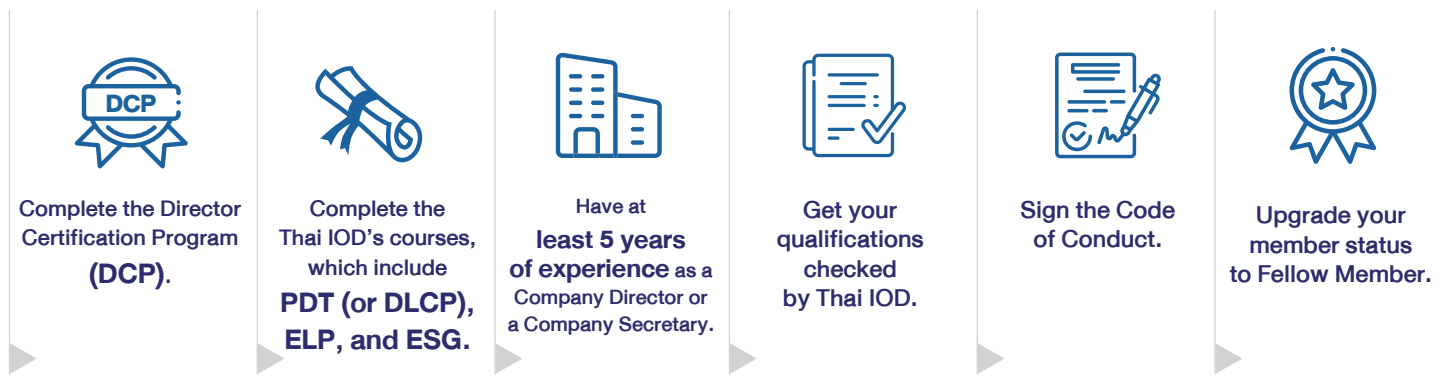 DCP
Complete the Director
Certification Program
(DCP).
Complete the
Thai IOD's courses,
which include
PDT (or DLCP),
ELP, and ESG.
Have at
least 5 years
of experience as a
Company Director or
a Company Secretary.
Get your
qualifications
checked
by Thai IOD.
Sign the Code
of Conduct.
Upgrade your
member status
to Fellow Member.